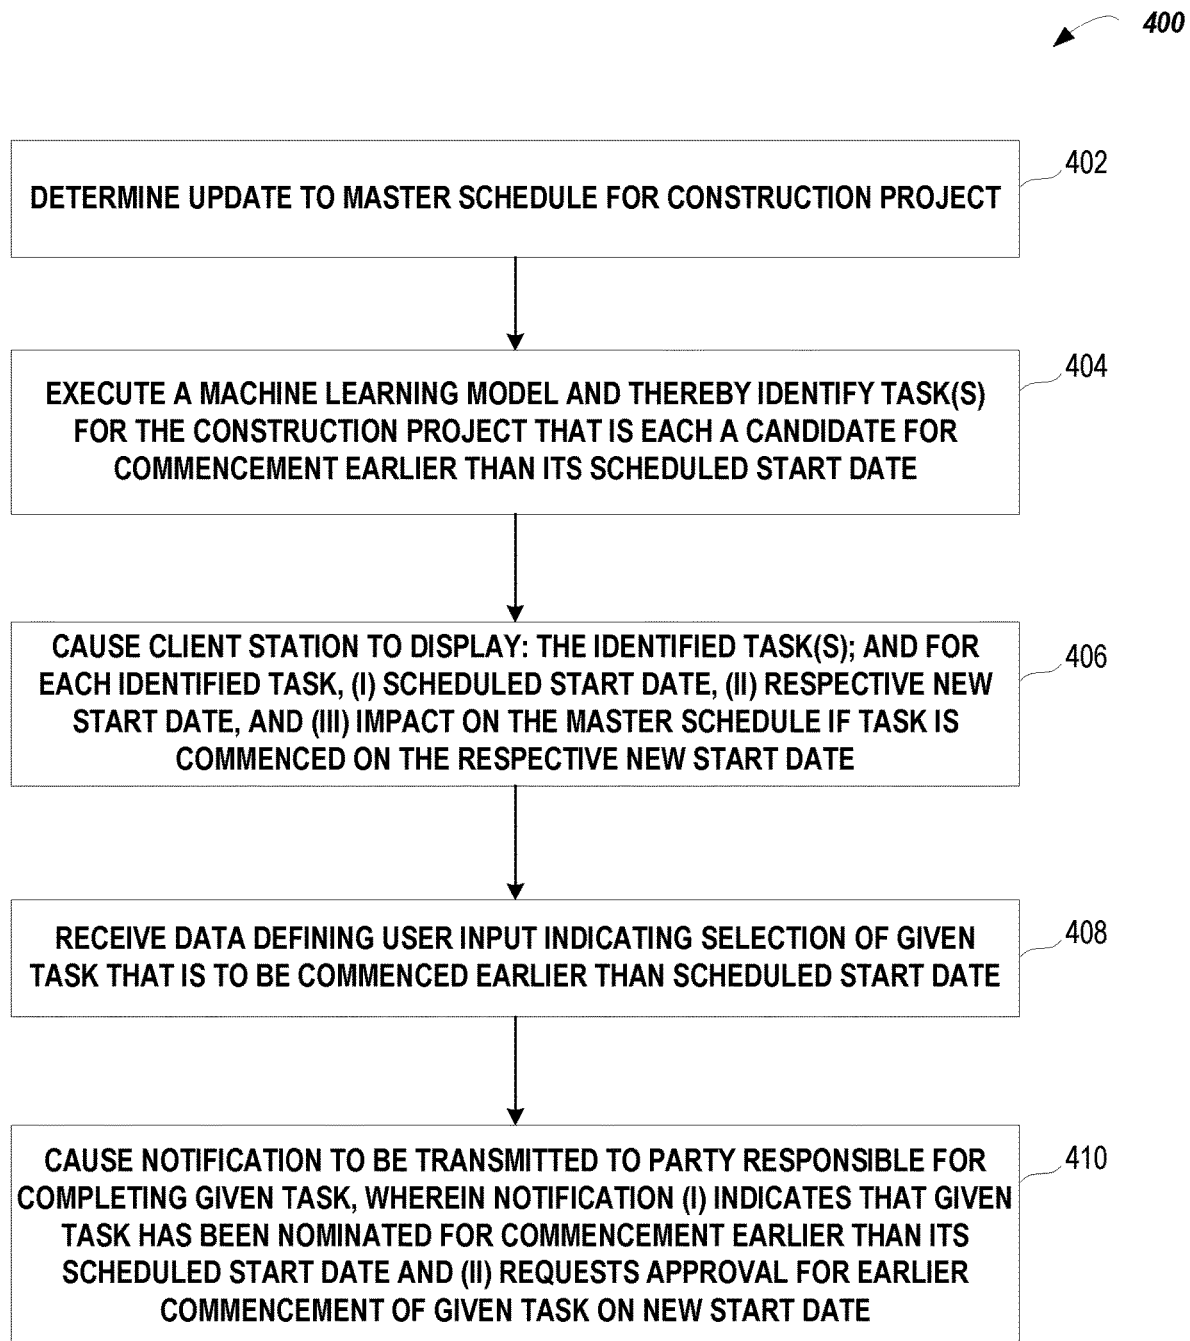 400
DETERMINE UPDATE TO MASTER SCHEDULE FOR CONSTRUCTION PROJECT
402
EXECUTE A MACHINE LEARNING MODEL AND THEREBY IDENTIFY TASK(S)
FOR THE CONSTRUCTION PROJECT THAT IS EACH A CANDIDATE FOR
COMMENCEMENT EARLIER THAN ITS SCHEDULED START DATE
404
CAUSE CLIENT STATION TO DISPLAY: THE IDENTIFIED TASK(S); AND FOR
EACH IDENTIFIED TASK, (I) SCHEDULED START DATE, (II) RESPECTIVE NEW
START DATE, AND (III) IMPACT ON THE MASTER SCHEDULE IF TASK IS
COMMENCED ON THE RESPECTIVE NEW START DATE
406
RECEIVE DATA DEFINING USER INPUT INDICATING SELECTION OF GIVEN
TASK THAT IS TO BE COMMENCED EARLIER THAN SCHEDULED START DATE
408
CAUSE NOTIFICATION TO BE TRANSMITTED TO PARTY RESPONSIBLE FOR
COMPLETING GIVEN TASK, WHEREIN NOTIFICATION (I) INDICATES THAT GIVEN
TASK HAS BEEN NOMINATED FOR COMMENCEMENT EARLIER THAN ITS
SCHEDULED START DATE AND (II) REQUESTS APPROVAL FOR EARLIER
COMMENCEMENT OF GIVEN TASK ON NEW START DATE
410